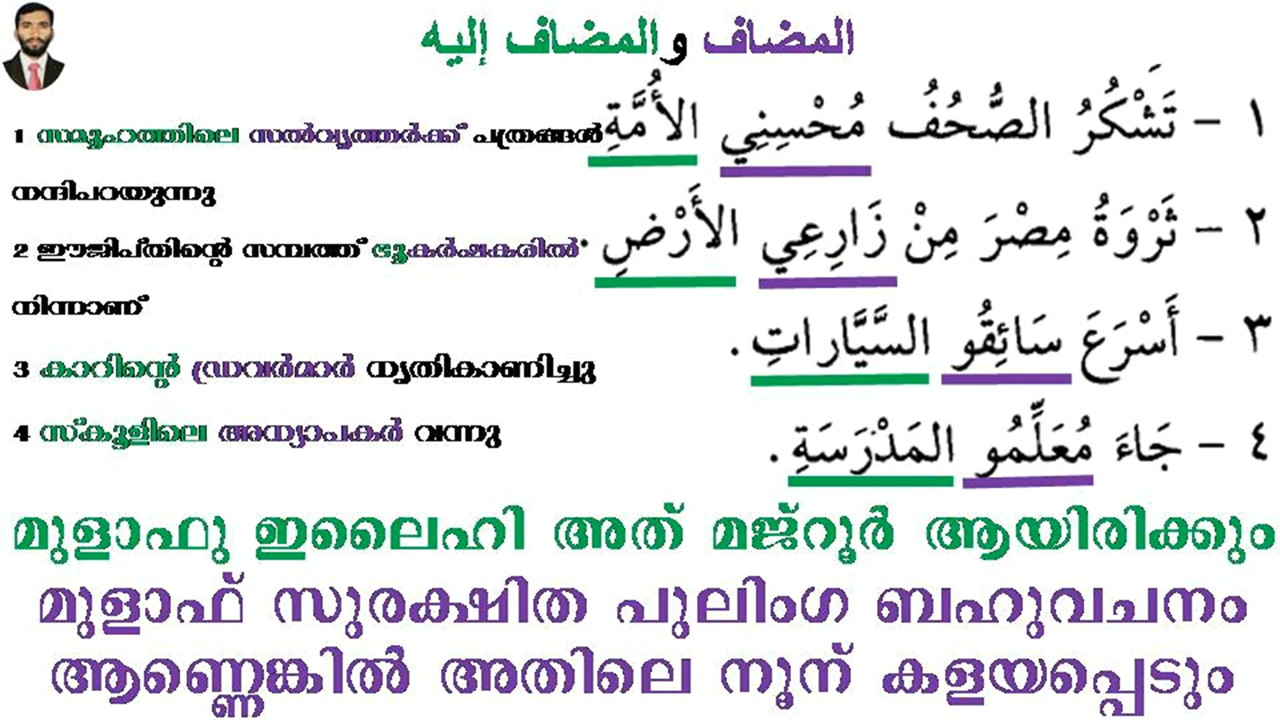 المضاف والمضاف إليه
١ - تَشْكُرُ الصُّحُفُ مُحْسِنِي الأُمَّةِ
٢ - ثَرْوَةُ مِصْرَ مِنْ زَارِعِي الأَرْضِ .
٣ - أَسْرَعَ سَائِقُو السَّيَّاراتِ .
٤ - جَاءَ مُعَلِّمُو المَدْرَسَةِ .
1 സമൂഹത്തിലെ സൽവൃത്തർക്ക് പത്രങ്ങൾ
നന്ദിപറയുന്നു
2 ഈജിപ്തിന്റെ സമ്പത്ത് ഭൂകർഷകരിൽ
നിന്നാണ്
3 കാറിന്റെ ഡ്രവർമാർ ദൃതികാണിച്ചു
4 സ്കൂളിലെ അന്യാപകർ വന്നു
മുളാഫു ഇലൈഹി അത് മജ്റൂർ ആയിരിക്കും
മുളാഫ് സുരക്ഷിത പുലിംഗ ബഹുവചനം
ആണ്ണെങ്കിൽ അതിലെ നൂന് കളയപ്പെടും